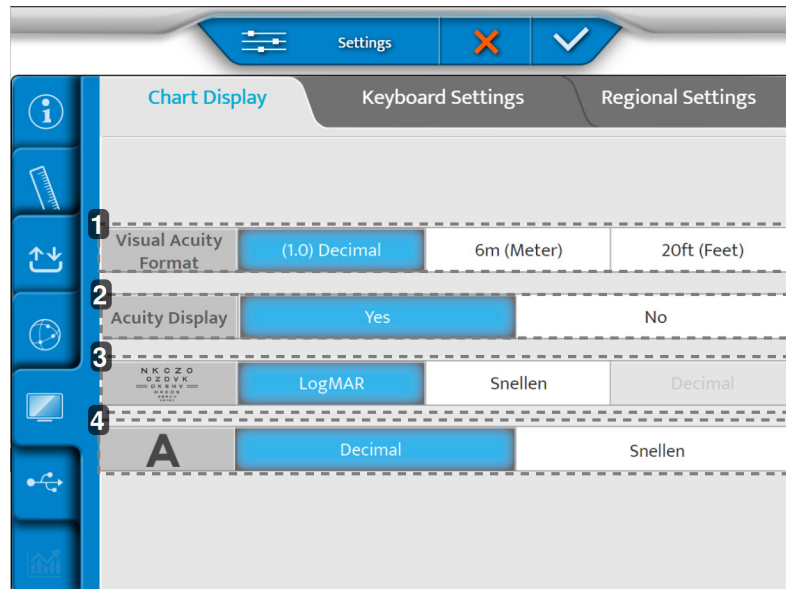 Settings
Chart Display Keyboard Settings Regional Settings
1
Visual Acuity
Format
(1.0) Decimal 6m (Meter) 20ft (Feet)
2
Acuity Display Yes No
3
N K C Z O
O Z D V K
LogMAR Snellen Decimal
4
A Decimal Snellen